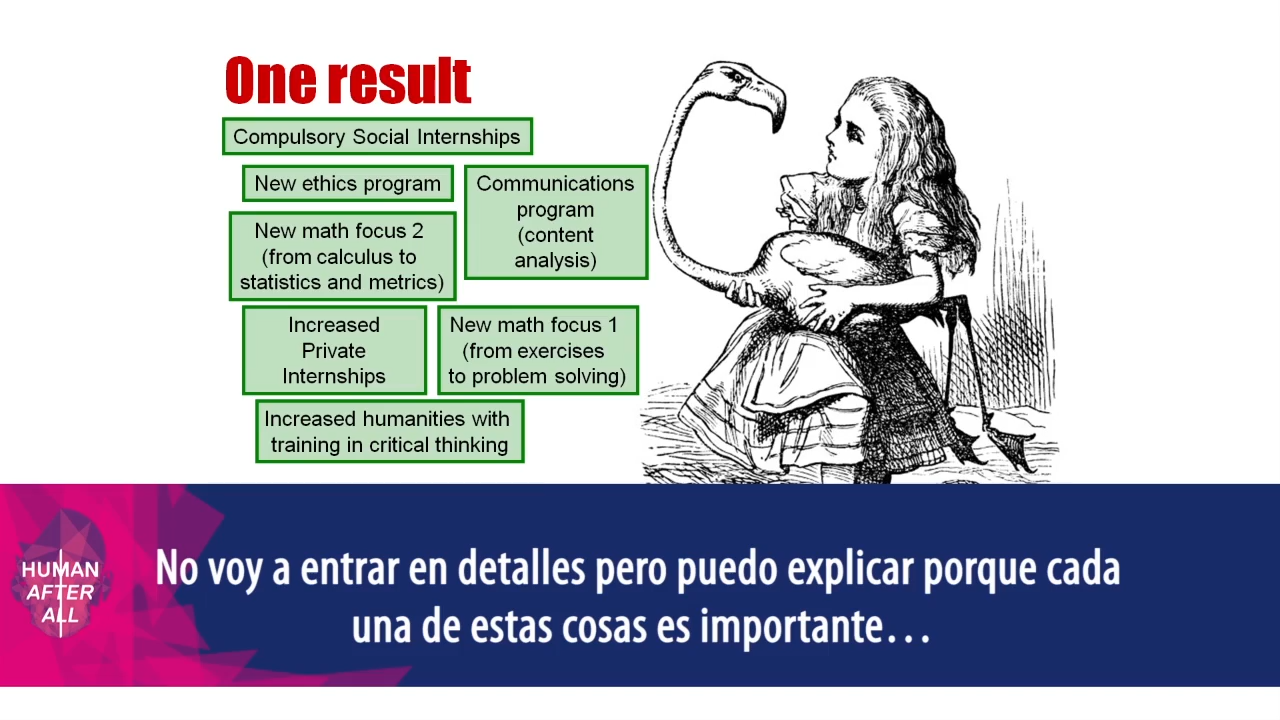 One result
Compulsory Social Internships
New ethics program
Communications
program
(content
analysis)
New math focus 2
(from calculus to
statistics and metrics)
Increased
Private
Internships
New math focus 1
(from exercises
to problem solving)
Increased humanities with
training in critical thinking
HUMAN
AFTER
ALL
No voy a entrar en detalles pero puedo explicar porque cada
una de estas cosas es importante…